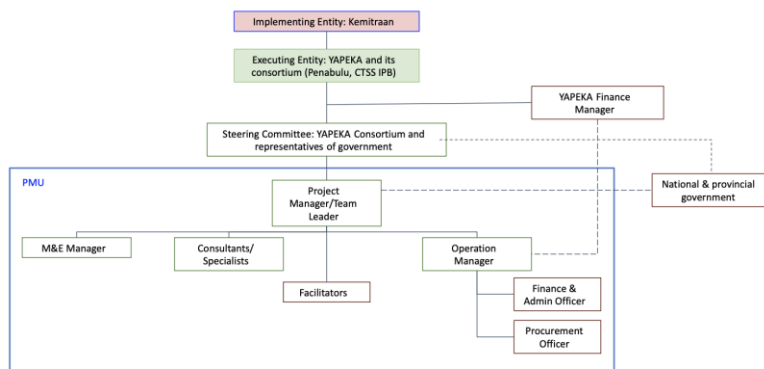 Implementing Entity: Kemitraan
Executing Entity: YAPEKA and its
consortium (Penabulu, CTSS IPB)
YAPEKA Finance
Manager
Steering Committee: YAPEKA Consortium and
representatives of government
PMU
Project
Manager/Team
Leader
National & provincial
government
M&E Manager
Consultants/
Specialists
Operation
Manager
Facilitators
Finance &
Admin Officer
Procurement
Officer